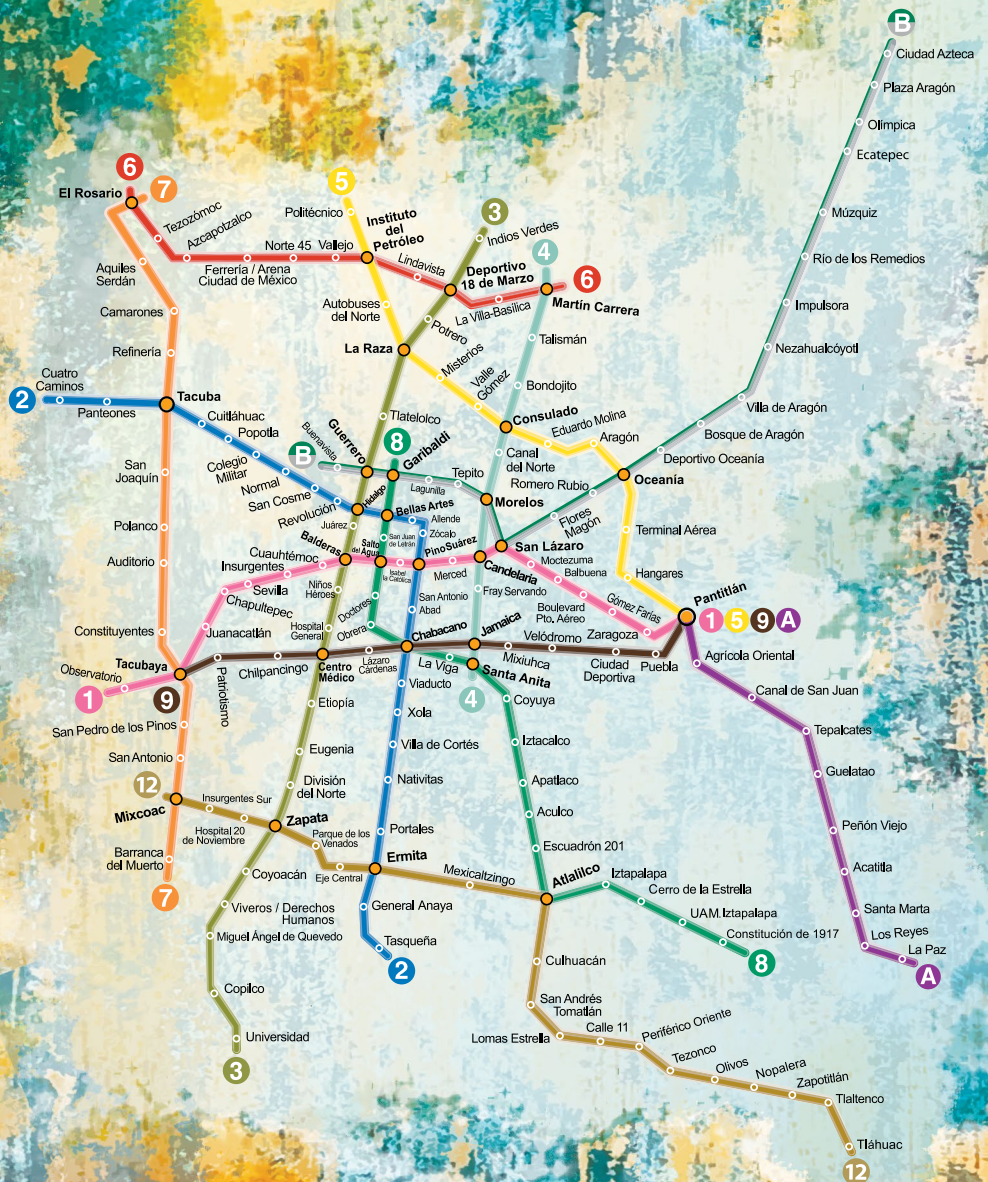 B
Ciudad Azteca
Plaza Aragón
Olímpica
Ecatepec
Múzquiz
Río de los Remedios
Impulsora
Nezahualcóyotl
Villa de Aragón
Bosque de Aragón
Deportivo Oceanía
Oceanía
Romero Rubio
Flores
Magón
San Lázaro
Morelos
Tepito
Lagunilla
Garibaldi
Guerrero
Buenavista
B
6
7
El Rosario
Tezozómoc
Azcapotzalco
Ferrería / Arena
Ciudad de México
Norte 45
Vallejo
Instituto
del
Petróleo
Lindavista
Deportivo
18 de Marzo
La Villa-Basilica
Martín Carrera
6
5
Politécnico
Autobuses
del Norte
La Raza
Misterios
Valle
Gómez
Consulado
Eduardo Molina
Aragón
Terminal Aérea
Hangares
Pantitlán
1
5
9
A
3
Indios Verdes
Potrero
Tlatelolco
Hidalgo
Juárez
Balderas
Niños
Héroes
Hospital
General
Centro
Médico
Etiopía
Eugenia
División
del Norte
Zapata
Coyoacán
Viveros / Derechos
Humanos
Miguel Ángel de Quevedo
Copilco
Universidad
3
4
Talismán
Bondojito
Canal
del Norte
Candelaria
Fray Servando
Jamaica
Santa Anita
4
Aquiles
Serdán
Camarones
Refinería
Tacuba
San
Joaquín
Polanco
Auditorio
Constituyentes
Tacubaya
San Pedro de los Pinos
San Antonio
Mixcoac
Barranca
del Muerto
7
2
Cuatro
Caminos
Panteones
Cuitláhuac
Popotla
Colegio
Militar
Normal
San Cosme
Revolución
Bellas Artes
Allende
Zócalo
PinoSuárez
San Antonio
Abad
Chabacano
Viaducto
Xola
Villa de Cortés
Nativitas
Portales
Ermita
General Anaya
Tasqueña
2
8
San Juan
de Letrán
Salto
del Agua
Doctores
Obrera
La Viga
Coyuya
Iztacalco
Apatlaco
Aculco
Escuadrón 201
Atlalilco
Iztapalapa
Cerro de la Estrella
UAM.Iztapalapa
Constitución de 1917
8
1
Observatorio
Juanacatlán
Chapultepec
Sevilla
Insurgentes
Cuauhtémoc
Isabel
la Católica
Merced
Moctezuma
Balbuena
Boulevard
Pto. Aéreo
Gómez Farias
Zaragoza
9
Patriotismo
Chilpancingo
Lázaro
Cárdenas
Mixiuhca
Velódromo
Ciudad
Deportiva
Puebla
Agrícola Oriental
Canal de San Juan
Tepalcates
Guelatao
Peñón Viejo
Acatitla
Santa Marta
Los Reyes
La Paz
A
12
Insurgentes Sur
Hospital 20
de Noviembre
Parque de los
Venados
Eje Central
Mexicaltzingo
Culhuacán
San Andrés
Tomatlán
Lomas Estrella
Calle 11
Periférico Oriente
Tezonco
Olivos
Nopalera
Zapotitlán
Tlaltenco
Tláhuac
12